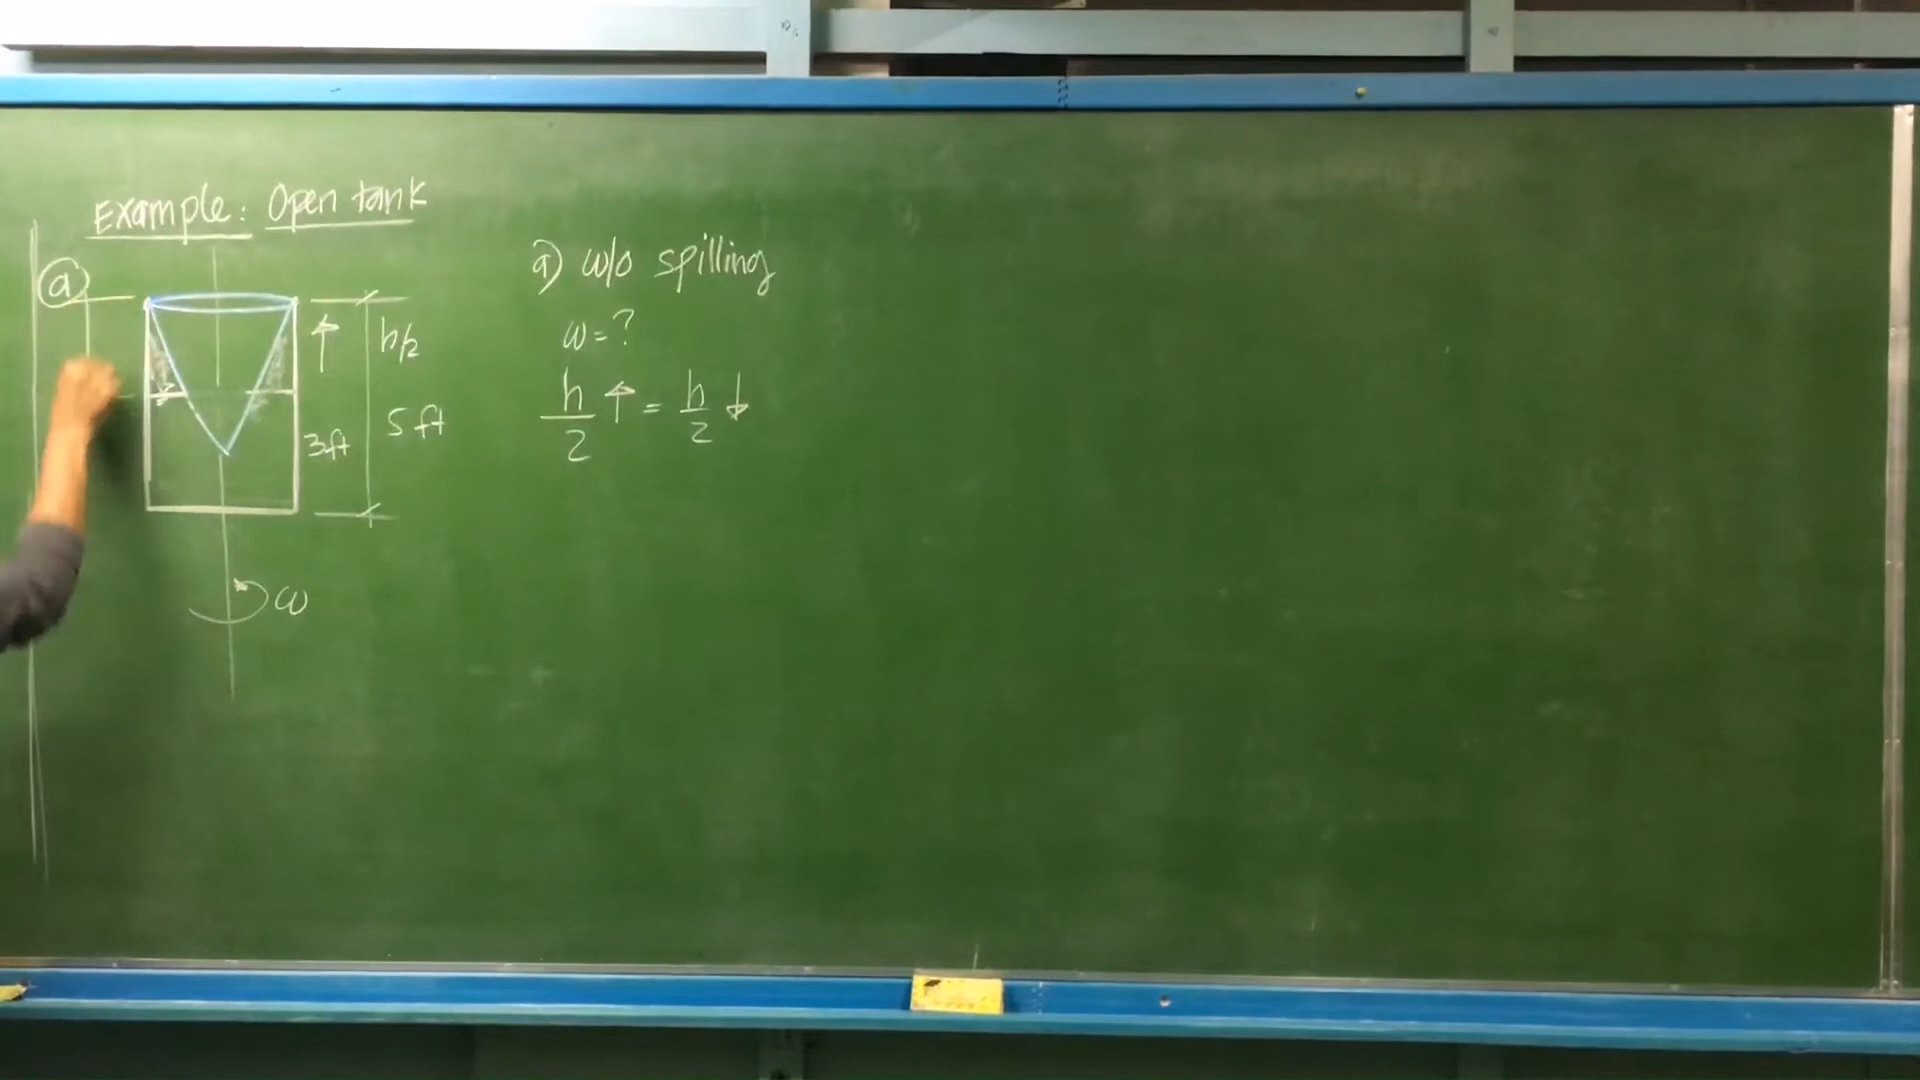 Example: Open tank
a
h/2
3ft
5 ft
ω
a) w/o spilling
ω = ?
h/2 ↑ = h/2 ↓